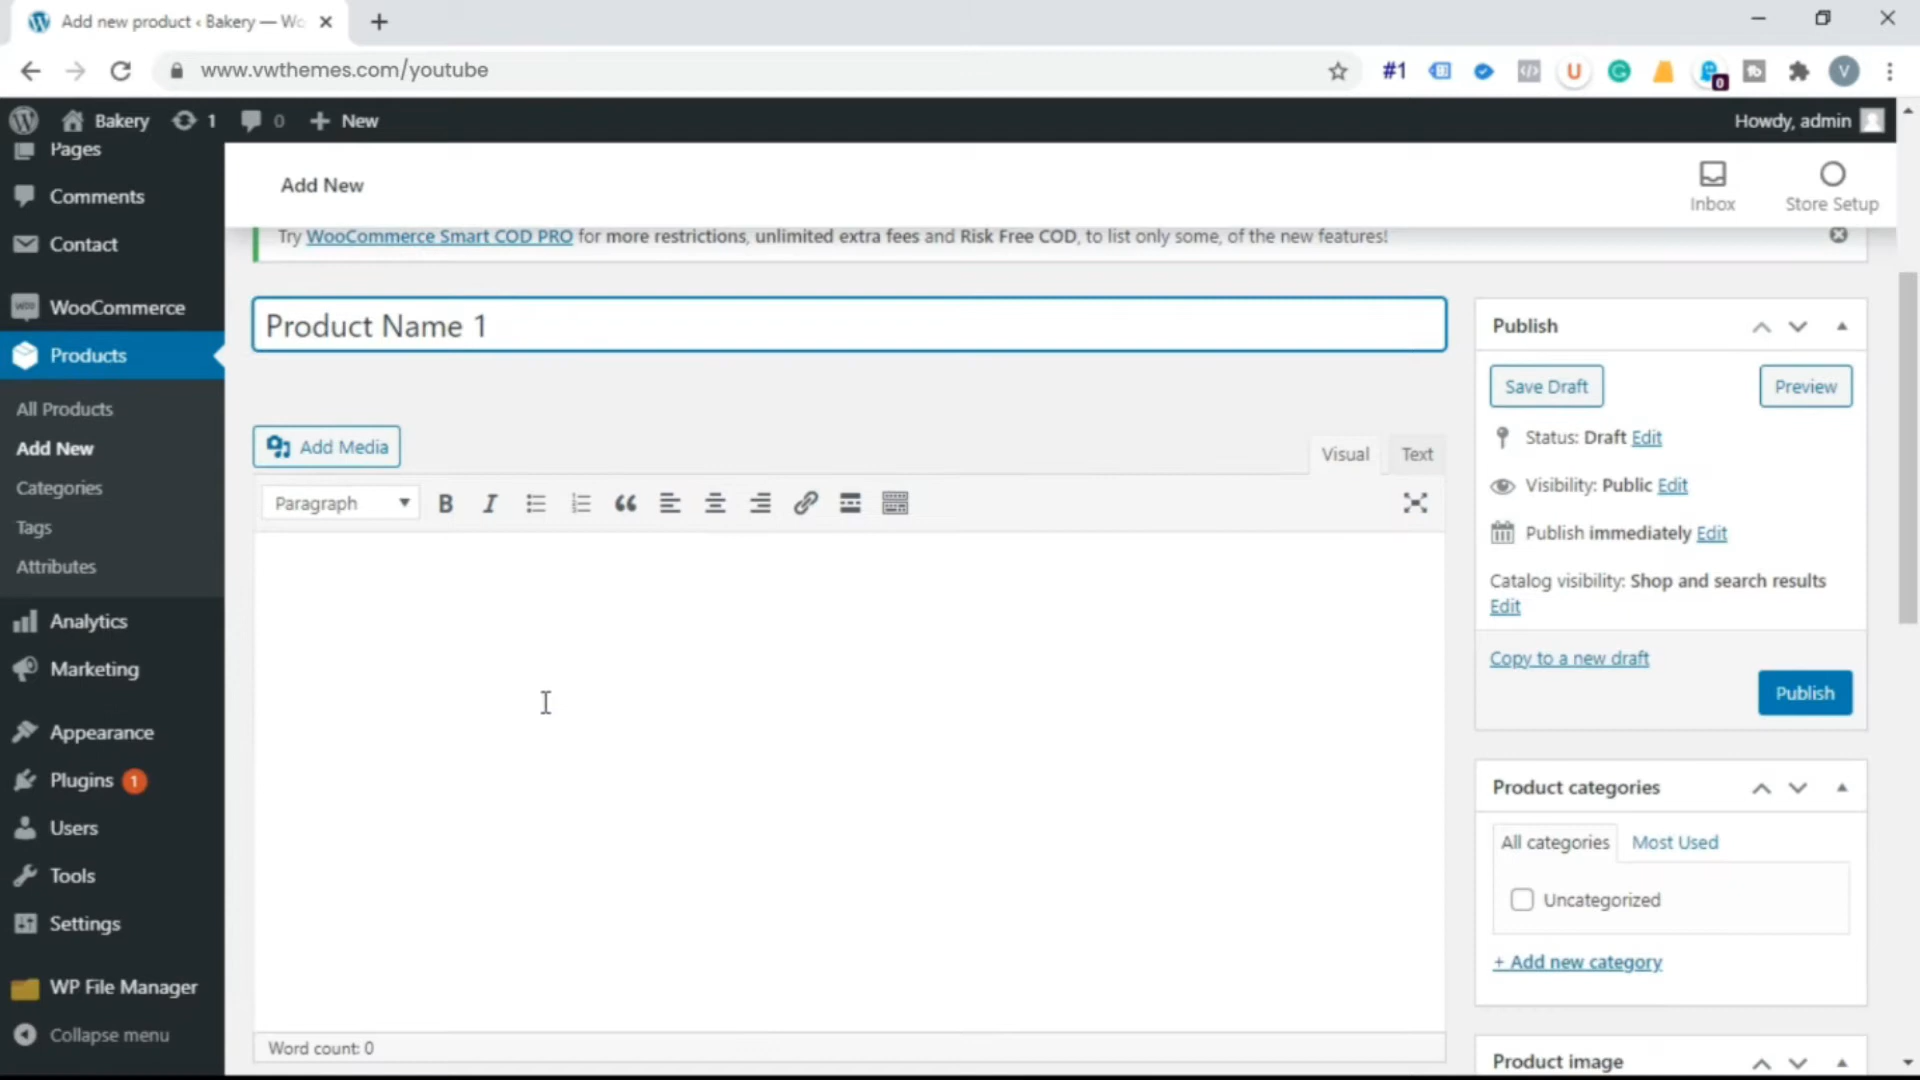 Add new product ‹ Bakery — Wo
www.vwthemes.com/youtube
#1
U
0
V
Bakery 1 0 New
Howdy, admin
Pages
Comments
Contact
WooCommerce
Products
All Products
Add New
Categories
Tags
Attributes
Analytics
Marketing
Appearance
Plugins 1
Users
Tools
Settings
WP File Manager
Collapse menu
Add New
Inbox
Store Setup
Try WooCommerce Smart COD PRO for more restrictions, unlimited extra fees and Risk Free COD, to list only some, of the new features!
Product Name 1
Add Media
Visual
Text
Paragraph
B I
Word count: 0
Publish
Save Draft
Preview
Status: Draft Edit
Visibility: Public Edit
Publish immediately Edit
Catalog visibility: Shop and search results
Edit
Copy to a new draft
Publish
Product categories
All categories
Most Used
Uncategorized
+ Add new category
Product image